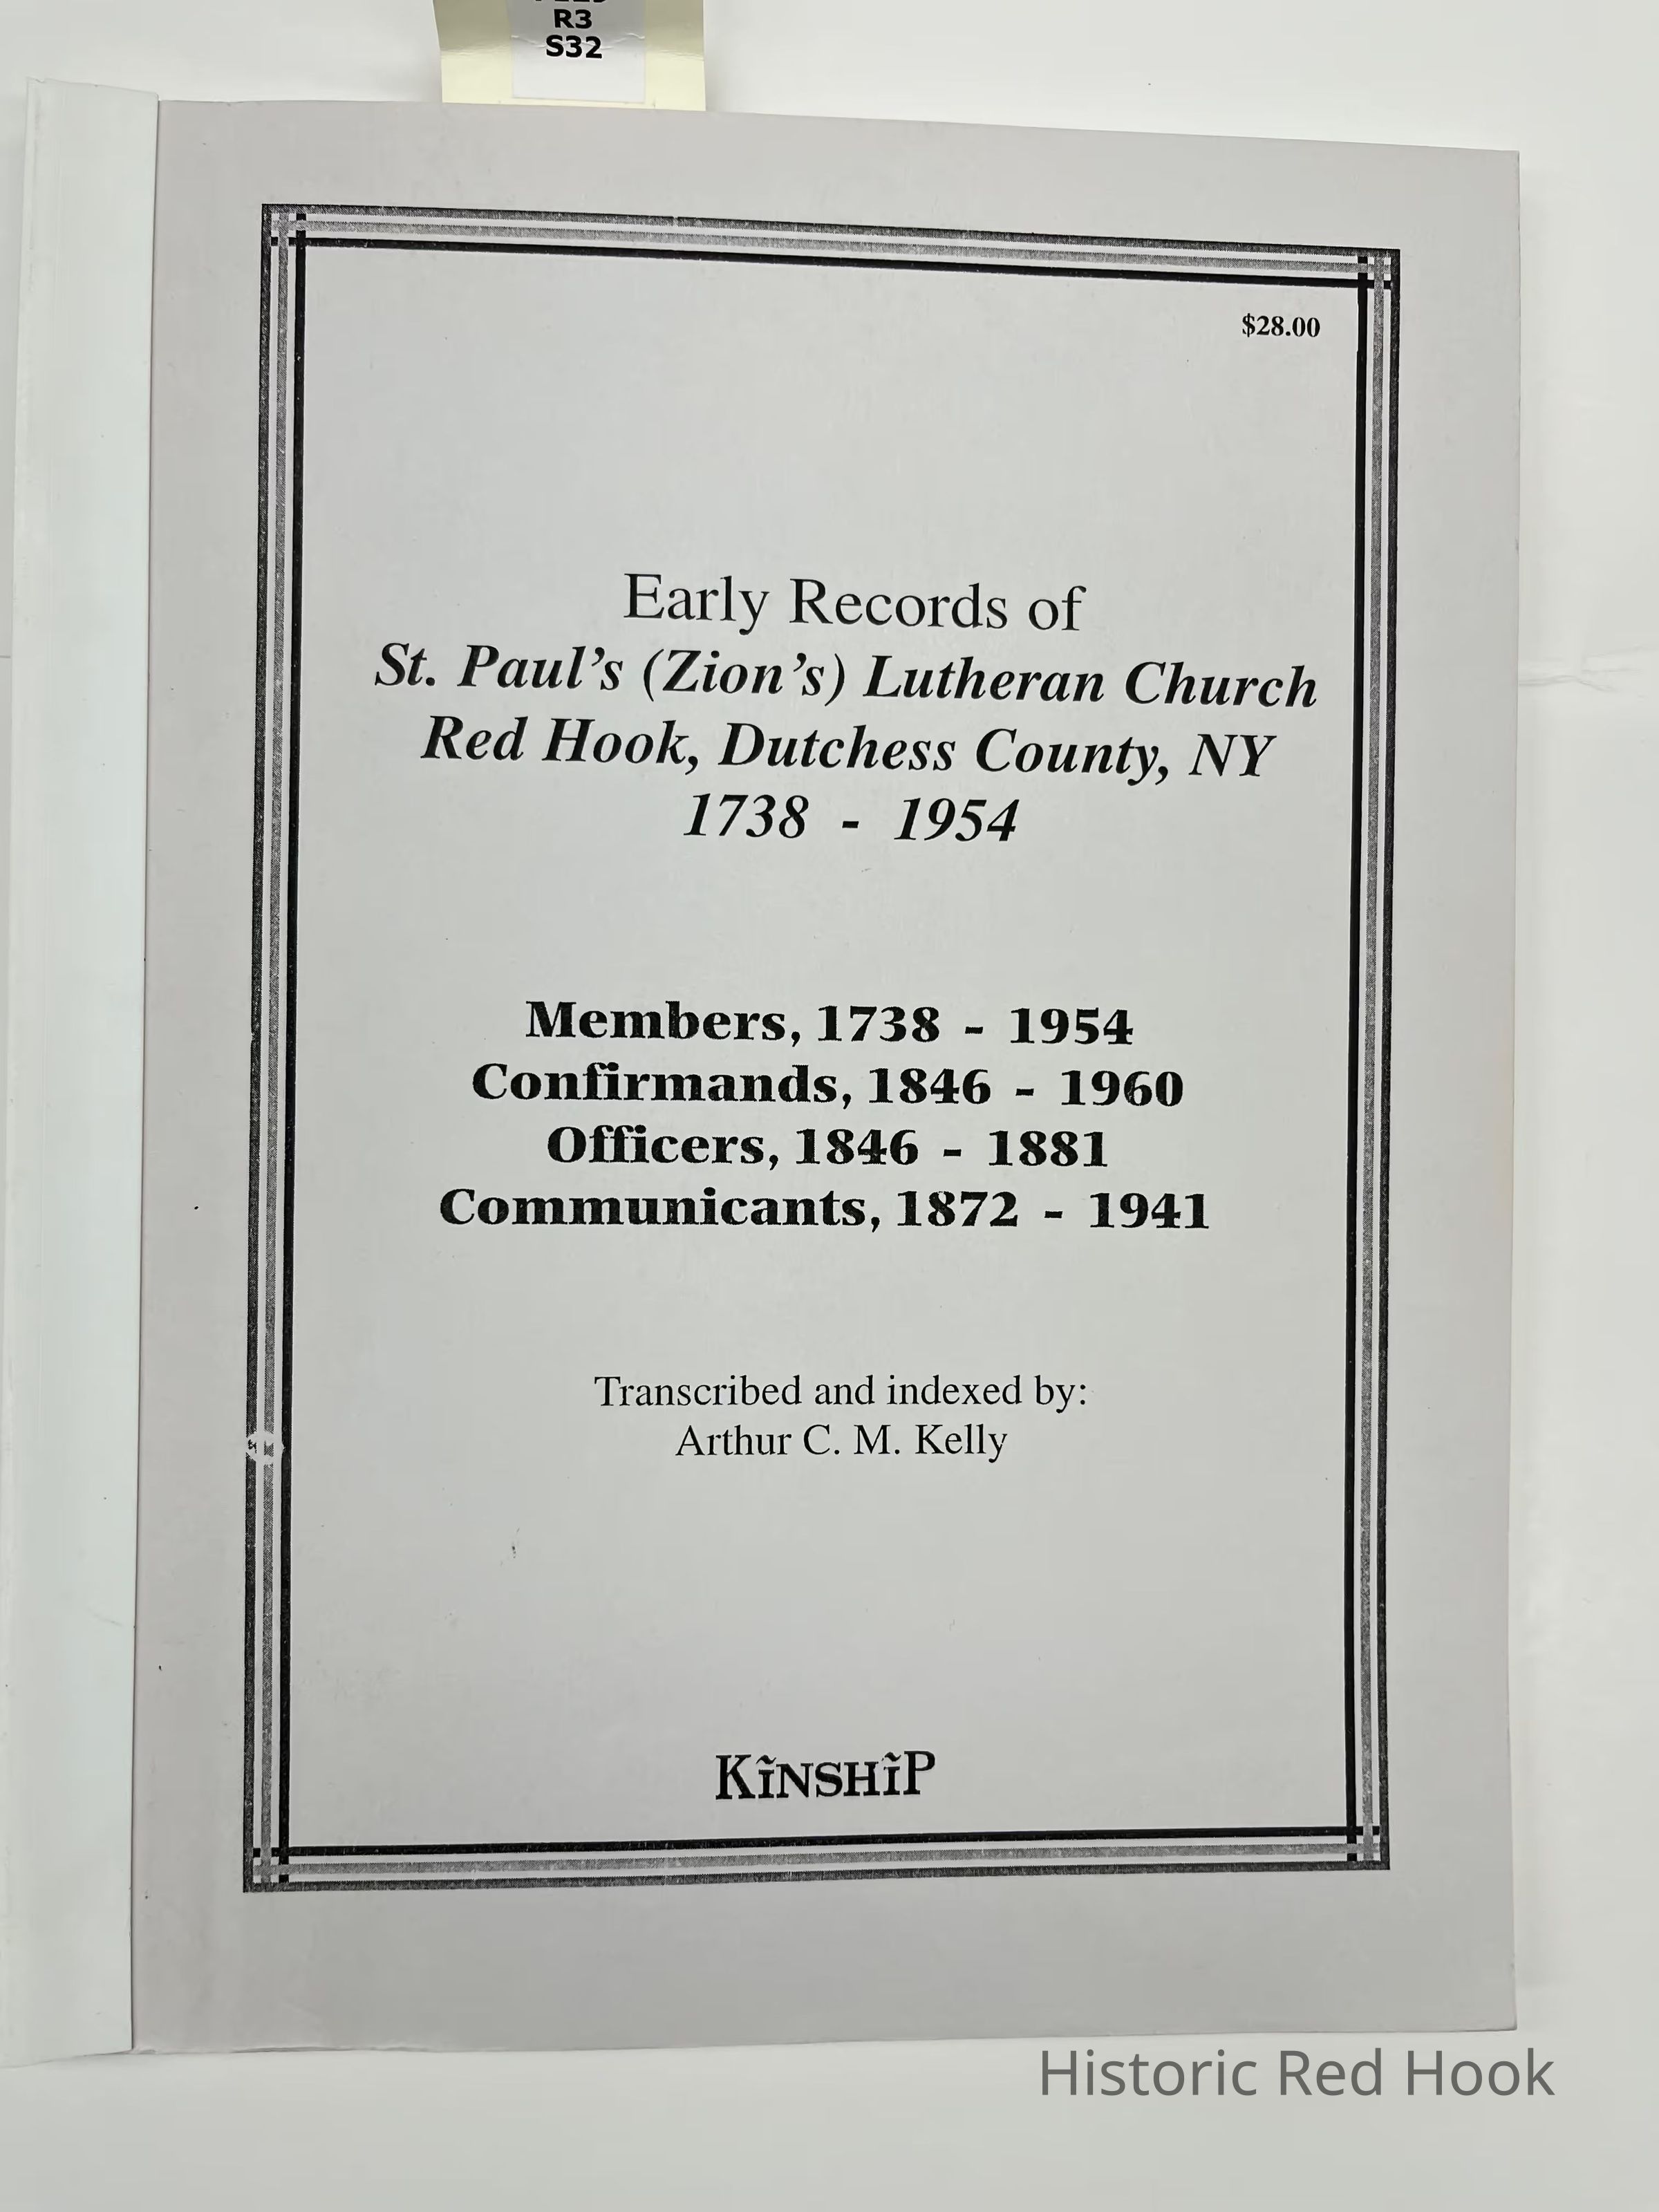 R3
S32
$28.00
Early Records of
St. Paul's (Zion's) Lutheran Church
Red Hook, Dutchess County, NY
1738 - 1954
Members, 1738 - 1954
Confirmands, 1846 - 1960
Officers, 1846 - 1881
Communicants, 1872 - 1941
Transcribed and indexed by:
Arthur C. M. Kelly
KINSHIP
Historic Red Hook